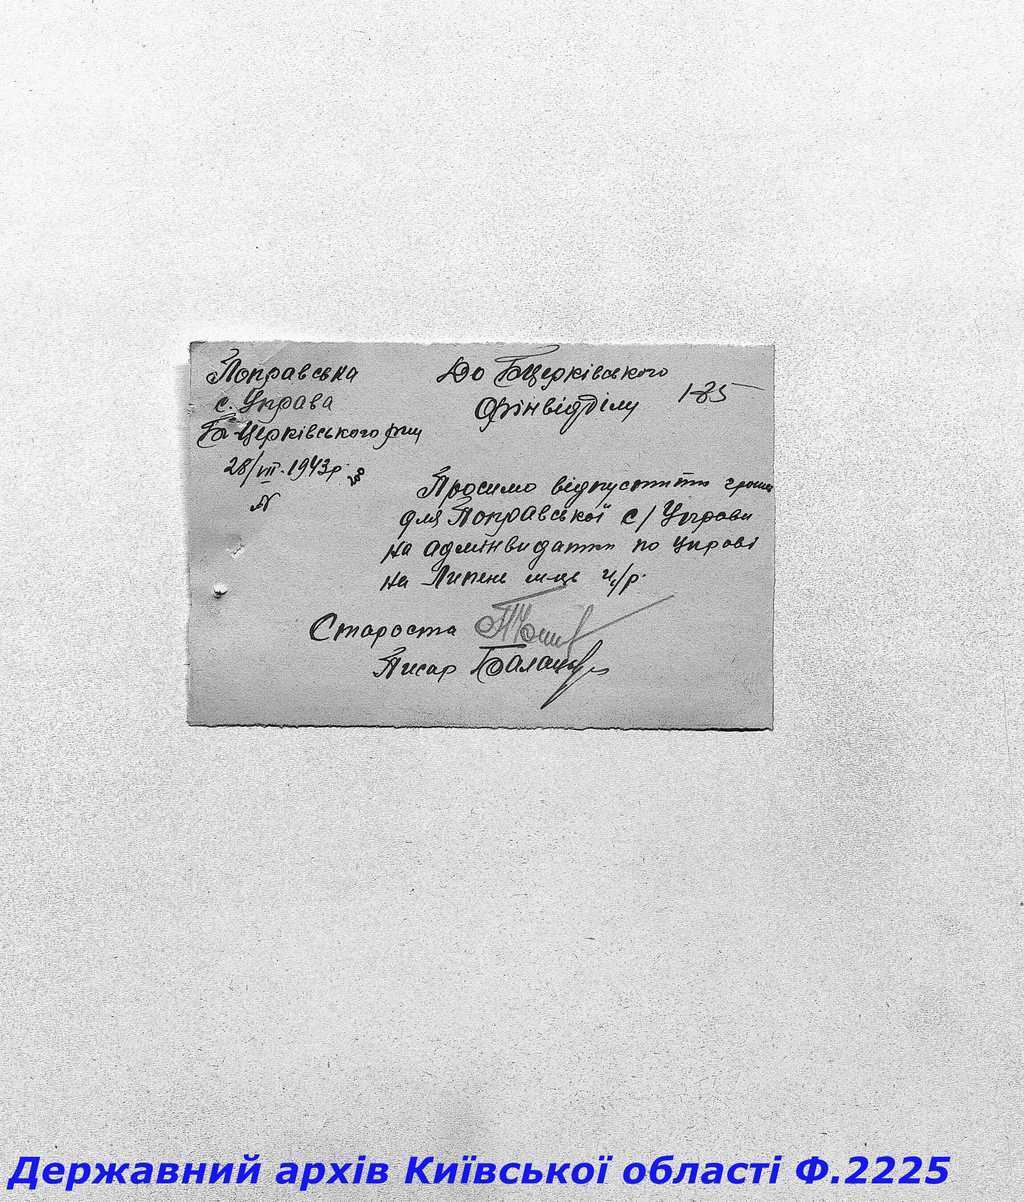 Поправська
с. Управа
Б-Церківського р-ну
28/VII. 1943 р.
N
До Бцерківського
Фінвідділу
185
Просимо відпустити гроші
для Поправської с/Управи
на адмінвидатки по Управі
на Липень м-ць ц/р.
Староста
Писар
Державний архів Київської області Ф.2225